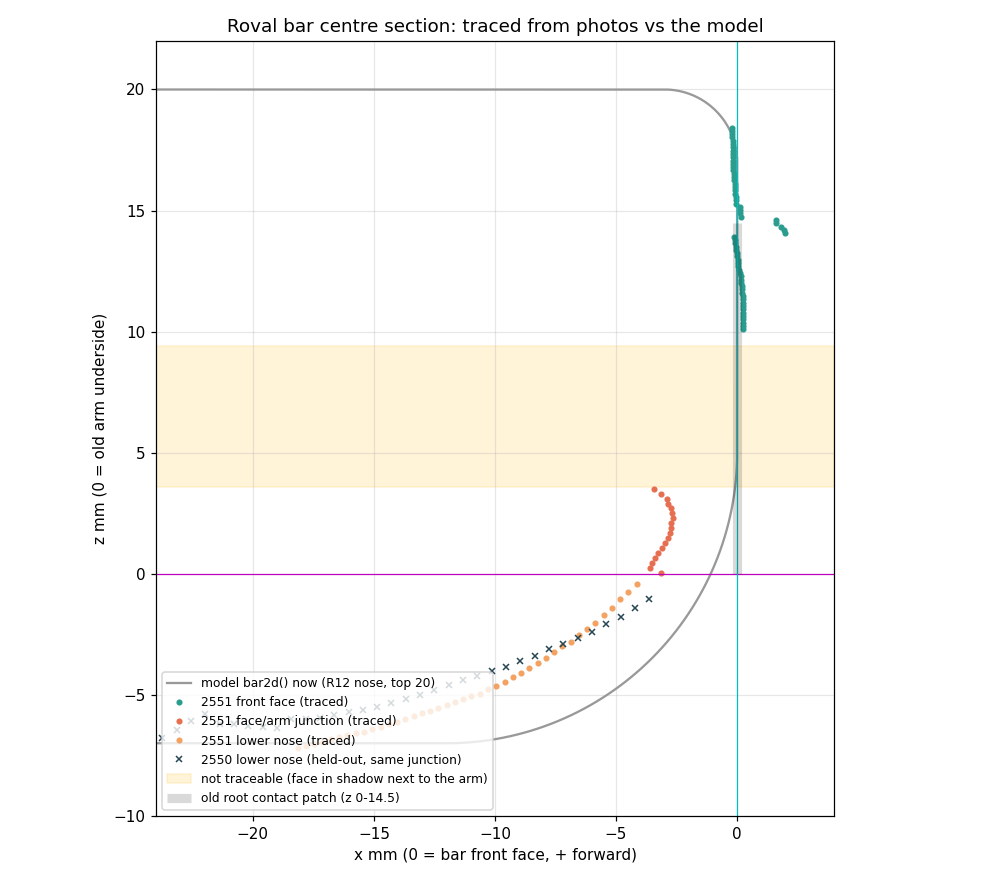 Roval bar centre section: traced from photos vs the model
20
15
10
5
0
−5
−10
z mm (0 = old arm underside)
model bar2d() now (R12 nose, top 20)
2551 front face (traced)
2551 face/arm junction (traced)
2551 lower nose (traced)
2550 lower nose (held-out, same junction)
not traceable (face in shadow next to the arm)
old root contact patch (z 0-14.5)
−20
−15
−10
−5
0
x mm (0 = bar front face, + forward)